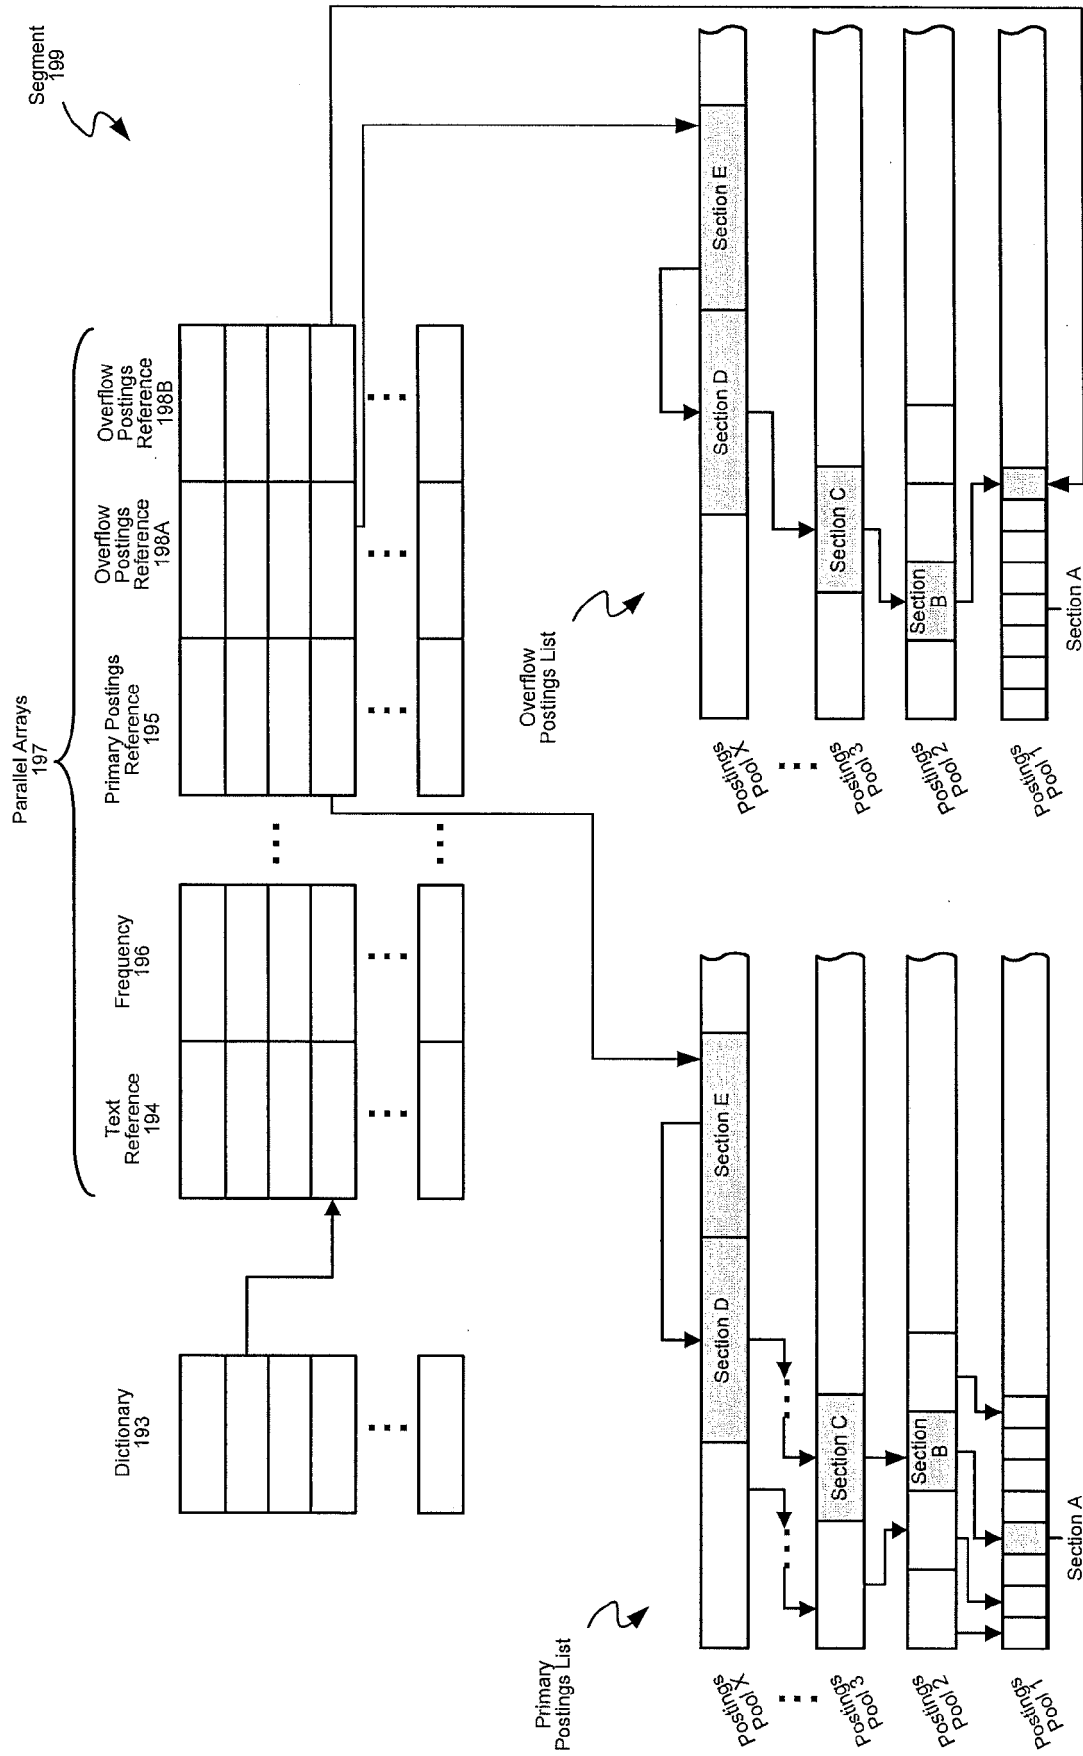 Segment
199
Parallel Arrays
197
Dictionary
193
Text
Reference
194
Frequency
196
Primary Postings
Reference
195
Overflow
Postings
Reference
198A
Overflow
Postings
Reference
198B
Primary
Postings List
Postings
Pool X
Section D
Section E
Postings
Pool 3
Section C
Postings
Pool 2
Section
B
Postings
Pool 1
Section A
Overflow
Postings List
Postings
Pool X
Section D
Section E
Postings
Pool 3
Section C
Postings
Pool 2
Section
B
Postings
Pool 1
Section A